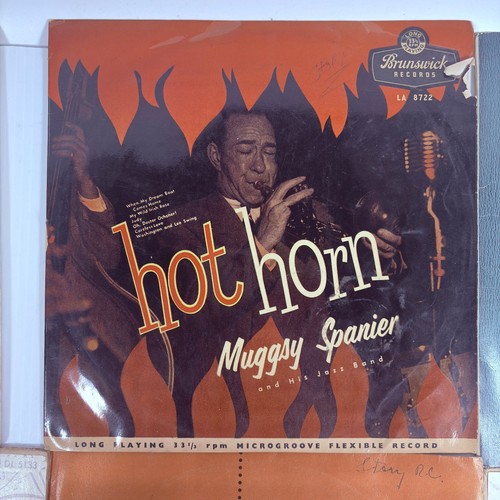 LONG
33⅓
PLAYING
Brunswick
RECORDS
LA 8722
When My Dream Boat
Comes Home
My Wild Irish Rose
Judy
Oh, Doctor Ochsner!
Careless Love
Washington and Lee Swing
hot horn
Muggsy Spanier
and His Jazz Band
LONG PLAYING 33⅓ rpm MICROGROOVE FLEXIBLE RECORD
R.C.